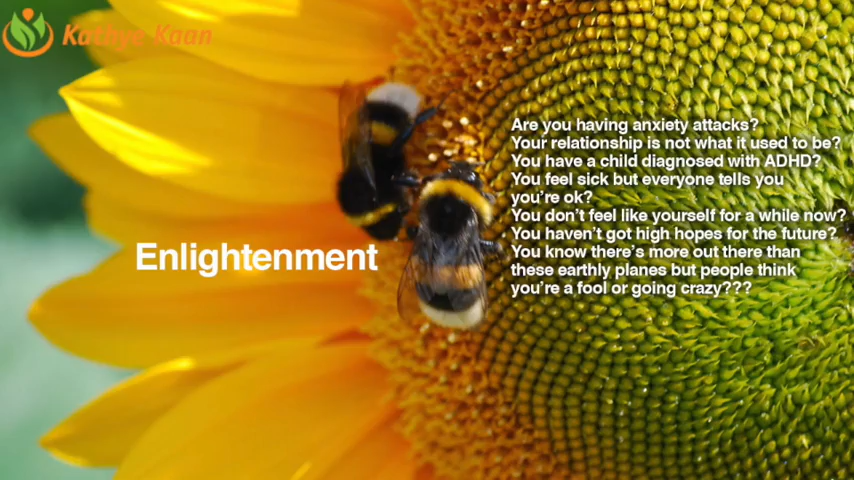 Kathye Kaan
Are you having anxiety attacks?
Your relationship is not what it used to be?
You have a child diagnosed with ADHD?
You feel sick but everyone tells you
you're ok?
You don't feel like yourself for a while now?
You haven't got high hopes for the future?
You know there's more out there than
these earthly planes but people think
you're a fool or going crazy???
Enlightenment